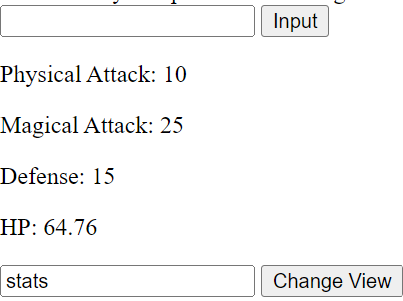 Input
Physical Attack: 10
Magical Attack: 25
Defense: 15
HP: 64.76
stats Change View